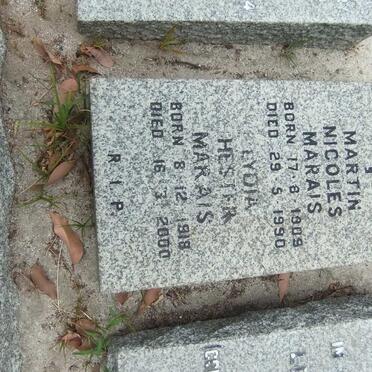 MARTIN
NICOLES
MARAIS
BORN 17 · 8 · 1909
DIED 29 · 5 · 1990
LYDIA
HESTER
MARAIS
BORN 8 · 12 · 1918
DIED 16 · 3 · 2000
R · I · P